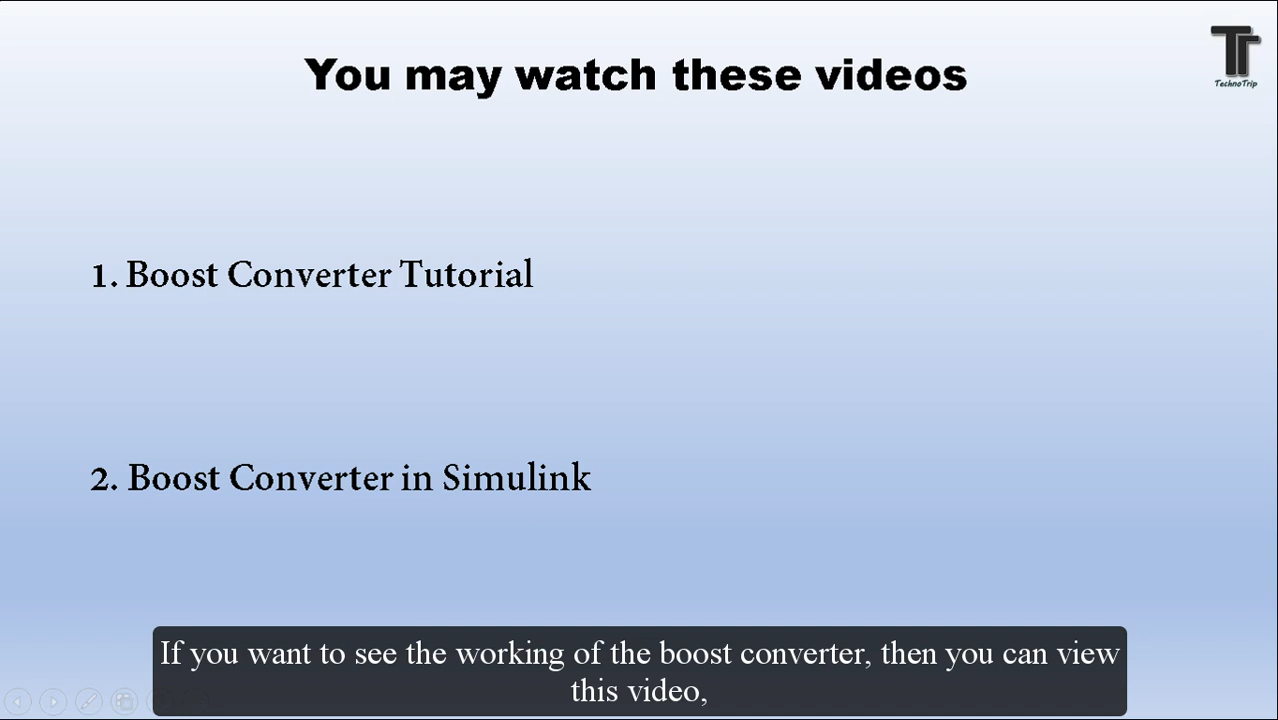 You may watch these videos
TechnoTrip
1. Boost Converter Tutorial
2. Boost Converter in Simulink
If you want to see the working of the boost converter, then you can view
this video,